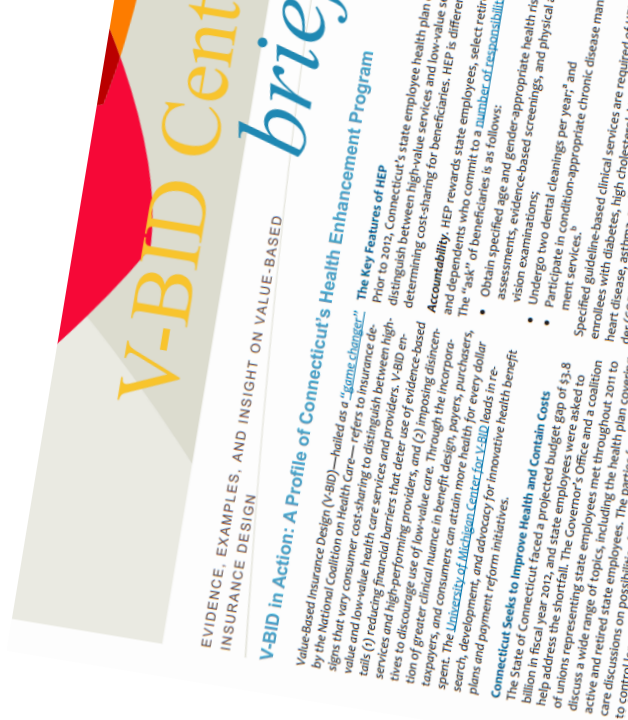 V-BID Cent
brief
EVIDENCE, EXAMPLES, AND INSIGHT ON VALUE-BASED
INSURANCE DESIGN
V-BID in Action: A Profile of Connecticut's Health Enhancement Program
Value-Based Insurance Design (V-BID)—hailed as a "game changer"
by the National Coalition on Health Care— refers to insurance de-
signs that vary consumer cost-sharing to distinguish between high-
value and low-value health care services and providers. V-BID en-
tails (1) reducing financial barriers that deter use of evidence-based
services and high-performing providers, and (2) imposing disincen-
tives to discourage use of low-value care. Through the incorpora-
tion of greater clinical nuance in benefit design, payers, purchasers,
taxpayers, and consumers can attain more health for every dollar
spent. The University of Michigan Center for V-BID leads in re-
search, development, and advocacy for innovative health benefit
plans and payment reform initiatives.
Connecticut Seeks to Improve Health and Contain Costs
The State of Connecticut faced a projected budget gap of $3.8
billion in fiscal year 2012, and state employees were asked to
help address the shortfall. The Governor's Office and a coalition
of unions representing state employees met throughout 2011 to
discuss a wide range of topics, including the health plan covering
active and retired state employees. The
care discussions on
to control
The Key Features of HEP
Prior to 2012, Connecticut's state employee health plan
distinguish between high-value services and low-value
determining cost-sharing for beneficiaries. HEP is
Accountability. HEP rewards state employees, select
and dependents who commit to a number of
The "ask" of beneficiaries is as follows:
• Obtain specified age and gender-appropriate health
assessments, evidence-based screenings, and physical
vision examinations;
• Undergo two dental cleanings per year;ᵃ and
• Participate in condition-appropriate chronic disease
ment services.ᵇ
Specified guideline-based clinical services are required of
enrollees with diabetes, high
heart disease,